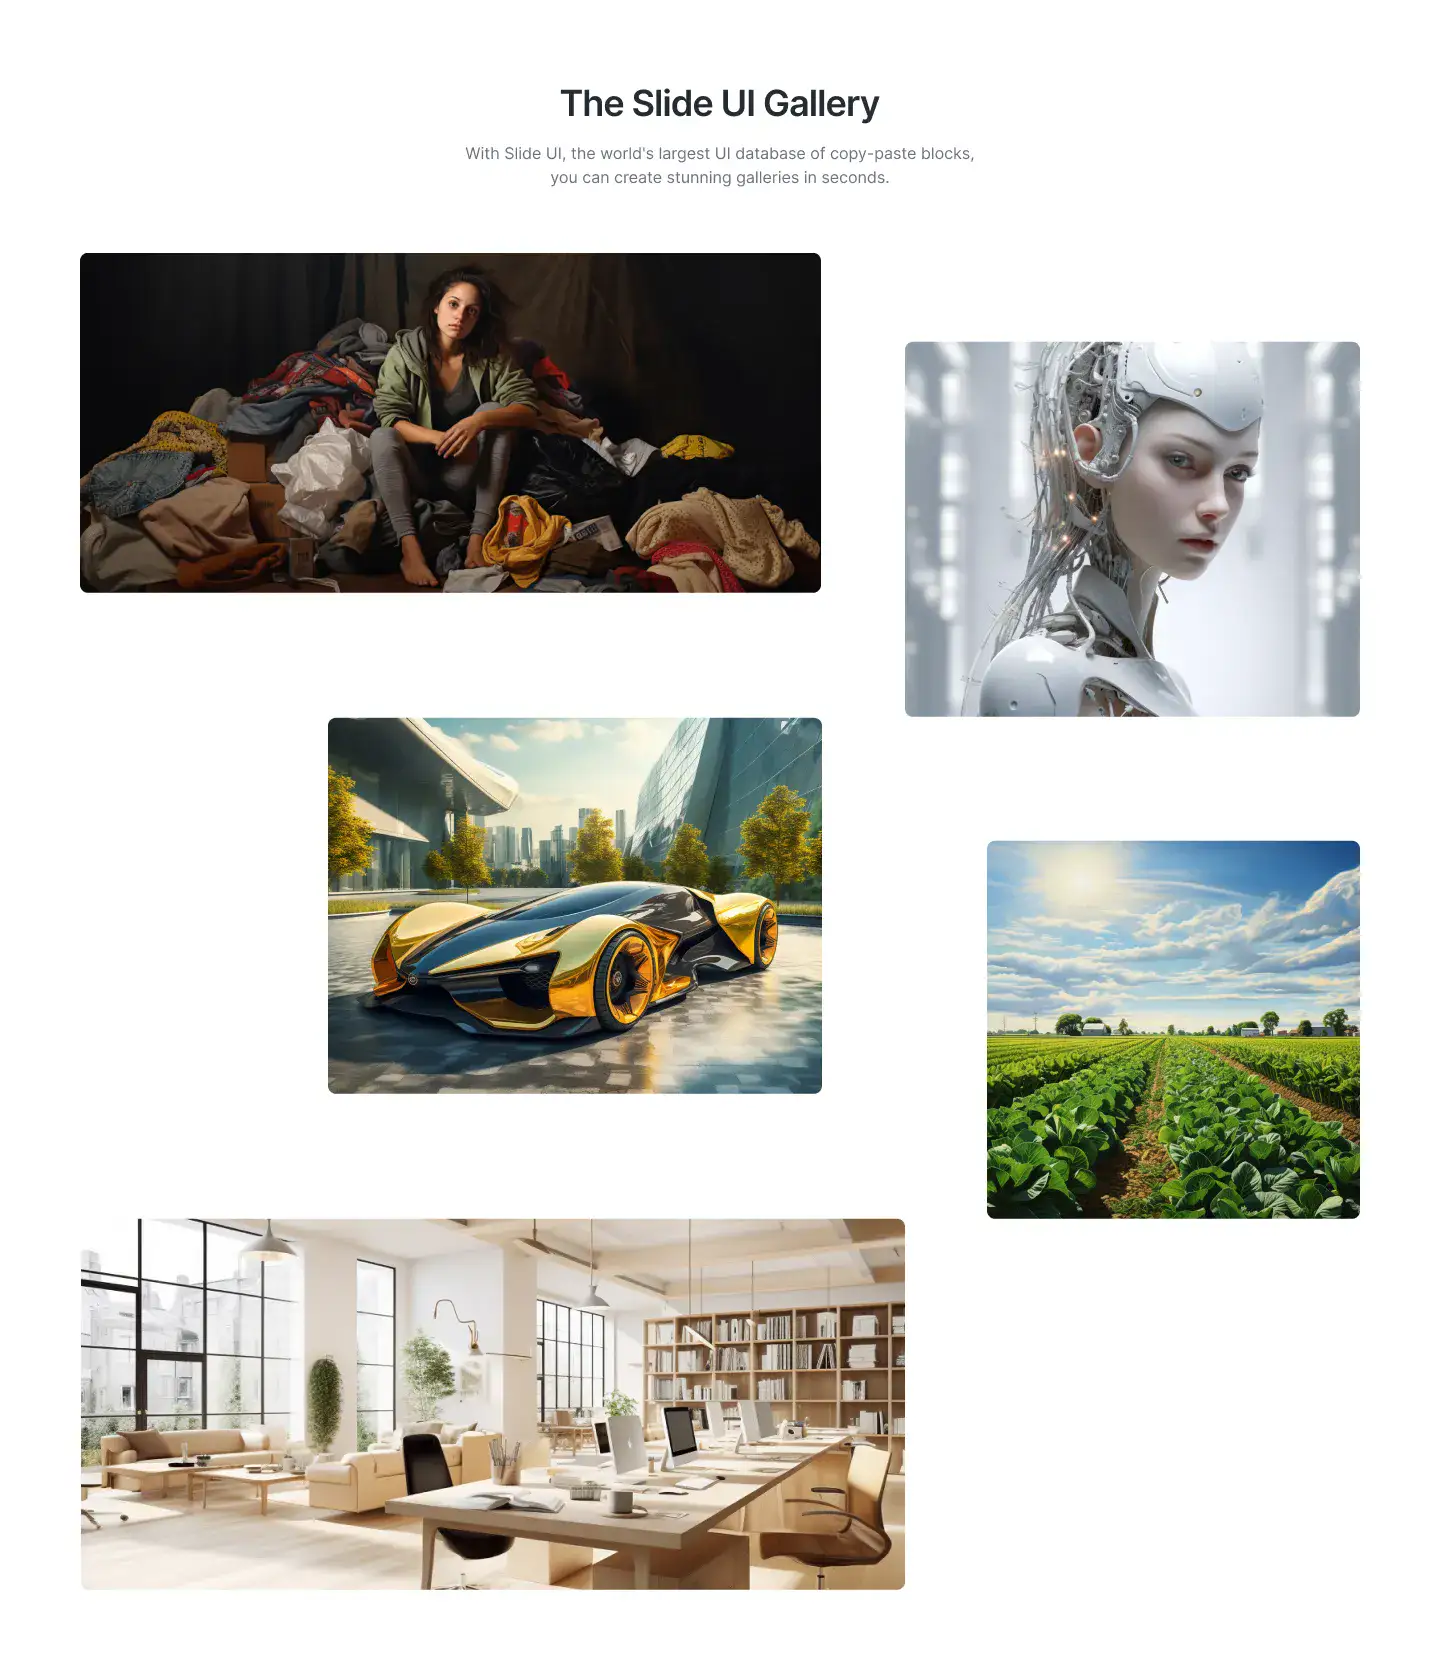 The Slide UI Gallery
With Slide UI, the world's largest UI database of copy-paste blocks,
you can create stunning galleries in seconds.